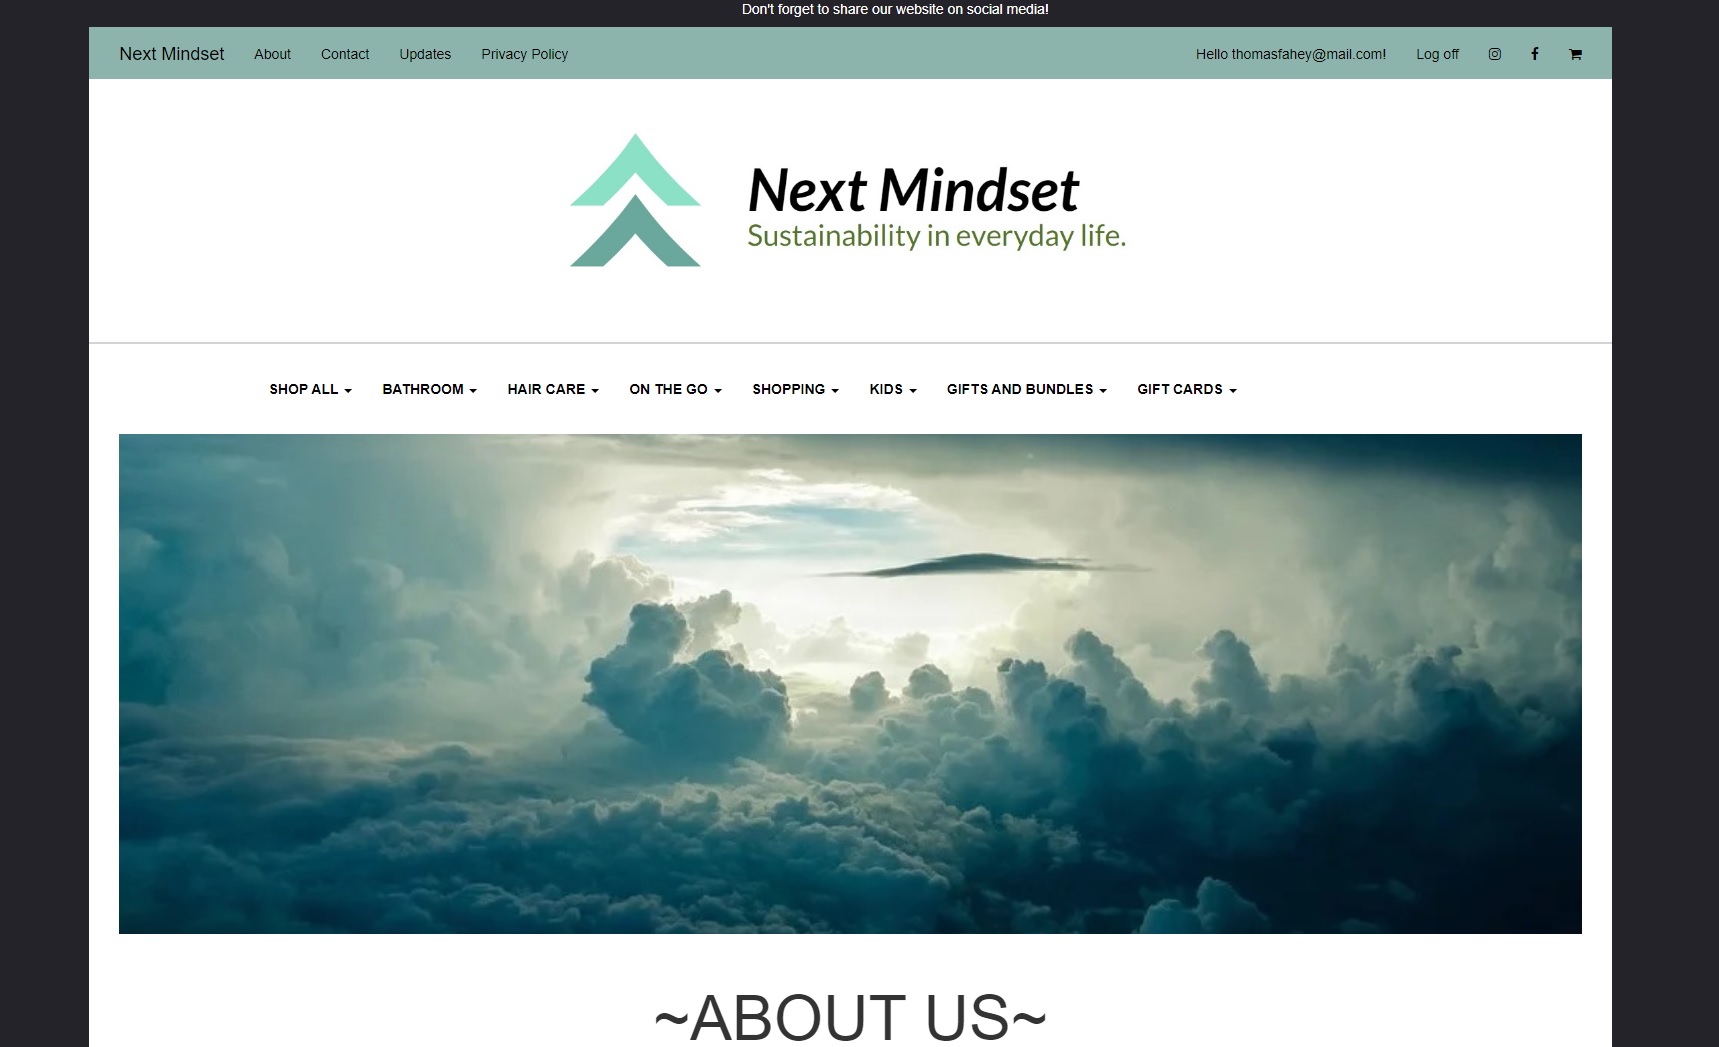 Don't forget to share our website on social media!
Next Mindset About Contact Updates Privacy Policy Hello thomasfahey@mail.com! Log off
Next Mindset
Sustainability in everyday life.
SHOP ALL BATHROOM HAIR CARE ON THE GO SHOPPING KIDS GIFTS AND BUNDLES GIFT CARDS
~ABOUT US~